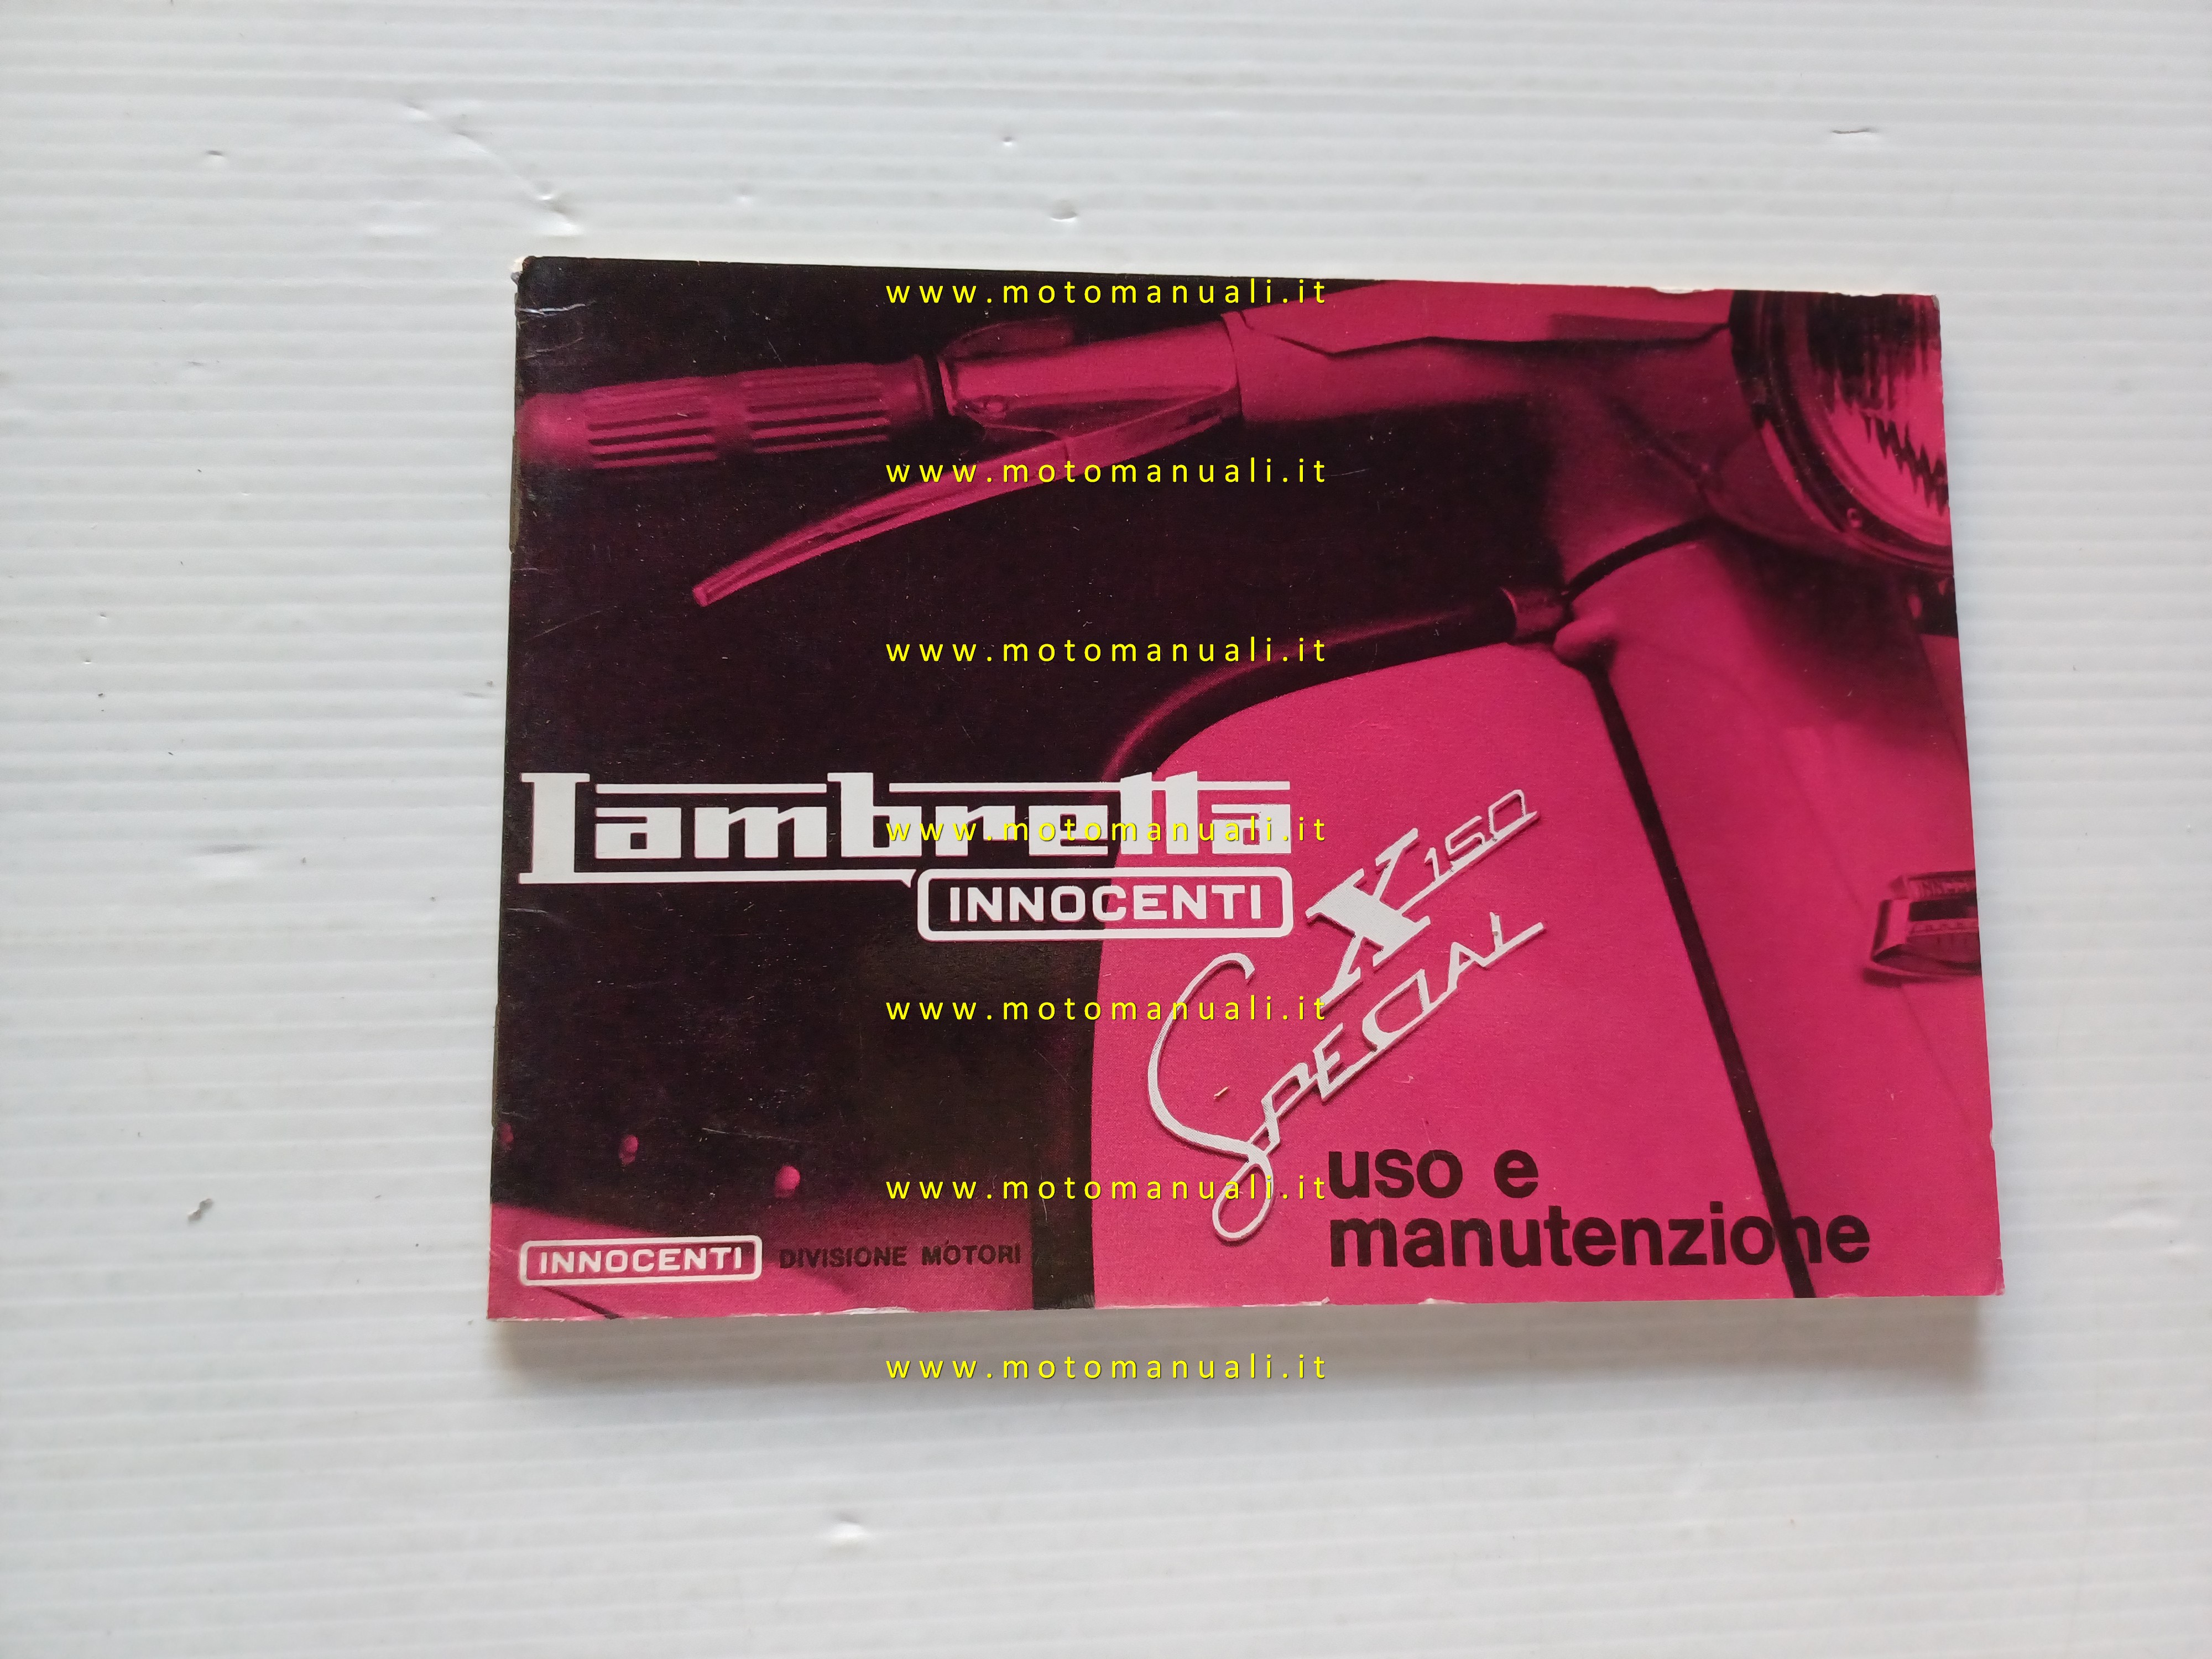 www.motomanuali.it
www.motomanuali.it
www.motomanuali.it
Lambretta
www.motomanuali.it
INNOCENTI
X150
SPECIAL
www.motomanuali.it
www.motomanuali.it
uso e
manutenzione
INNOCENTI DIVISIONE MOTORI
www.motomanuali.it